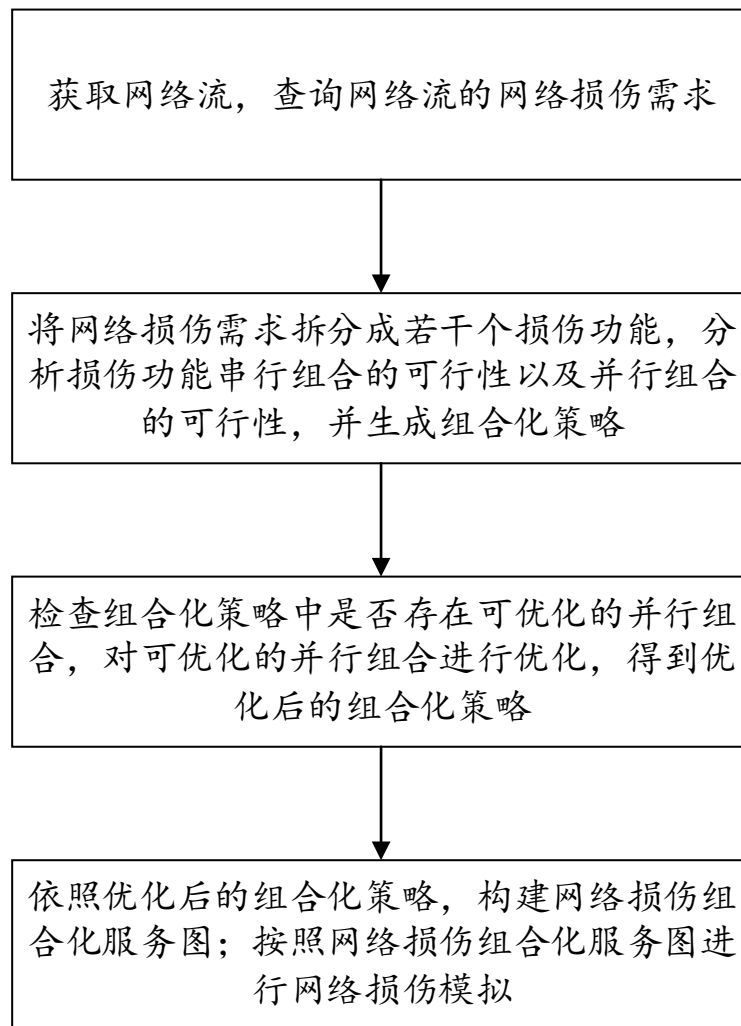 获取网络流，查询网络流的网络损伤需求
将网络损伤需求拆分成若干个损伤功能，分
析损伤功能串行组合的可行性以及并行组合
的可行性，并生成组合化策略
检查组合化策略中是否存在可优化的并行组
合，对可优化的并行组合进行优化，得到优
化后的组合化策略
依照优化后的组合化策略，构建网络损伤组
合化服务图；按照网络损伤组合化服务图进
行网络损伤模拟